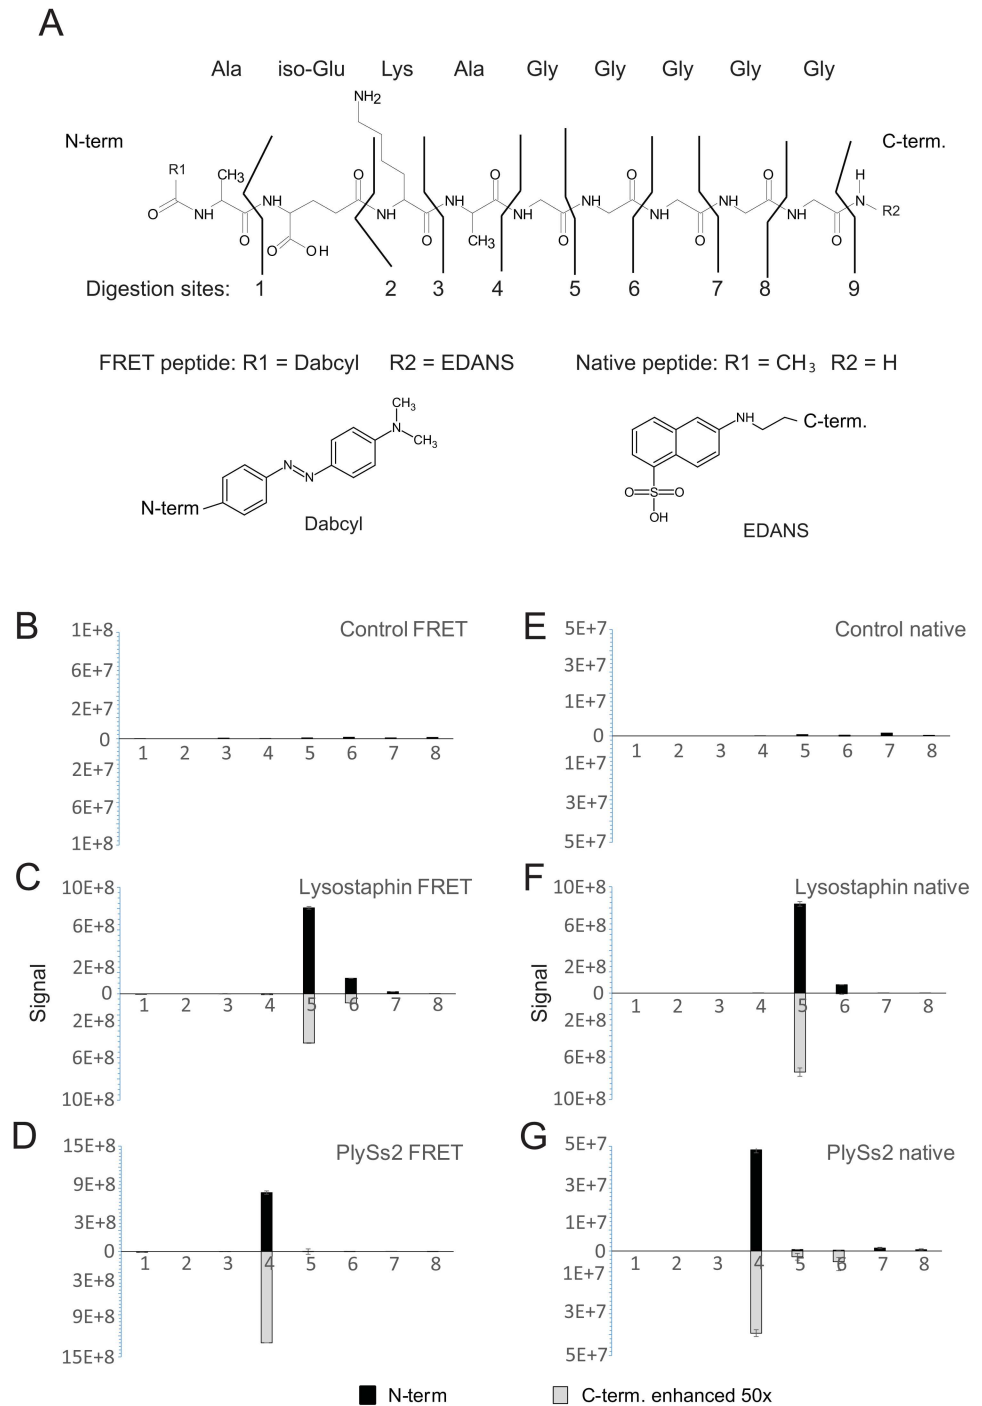 A
Ala iso-Glu Lys Ala Gly Gly Gly Gly Gly
NH2
N-term C-term.
R1 CH3 O O O O H
O NH NH NH NH NH NH NH NH NH N R2
O O OH O CH3 O O O
Digestion sites: 1 2 3 4 5 6 7 8 9
FRET peptide: R1 = Dabcyl R2 = EDANS
Native peptide: R1 = CH3 R2 = H
CH3
N CH3
N N
N-term
Dabcyl
NH C-term.
O S O
OH
EDANS
B
Control FRET
1E+8
6E+7
2E+7
0
2E+7
6E+7
1E+8
1 2 3 4 5 6 7 8
E
Control native
5E+7
3E+7
1E+7
0
1E+7
3E+7
5E+7
1 2 3 4 5 6 7 8
C
Lysostaphin FRET
Signal
10E+8
6E+8
2E+8
0
2E+8
6E+8
10E+8
1 2 3 4 5 6 7 8
F
Lysostaphin native
Signal
10E+8
6E+8
2E+8
0
2E+8
6E+8
10E+8
1 2 3 4 5 6 7 8
D
PlySs2 FRET
15E+8
9E+8
3E+8
0
3E+8
9E+8
15E+8
1 2 3 4 5 6 7 8
G
PlySs2 native
5E+7
3E+7
1E+7
0
1E+7
3E+7
5E+7
1 2 3 4 5 6 7 8
N-term C-term. enhanced 50x